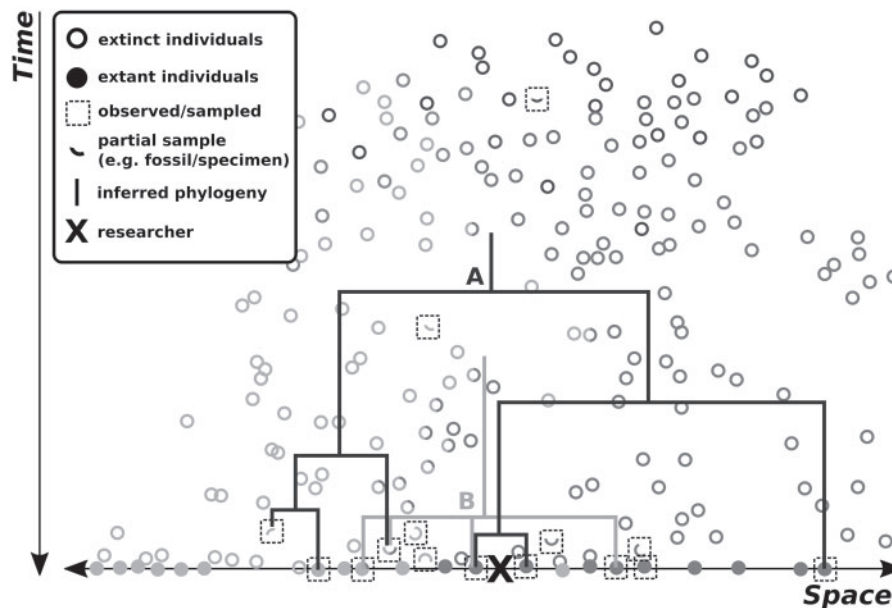 Time
extinct individuals
extant individuals
observed/sampled
partial sample
(e.g. fossil/specimen)
inferred phylogeny
X researcher
A
B
X
Space